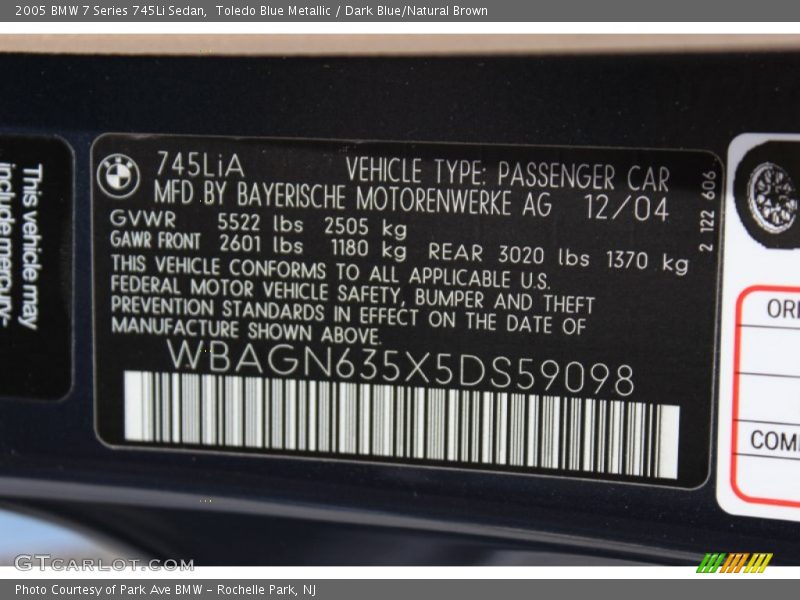 2005 BMW 7 Series 745Li Sedan,  Toledo Blue Metallic / Dark Blue/Natural Brown
This vehicle may
include mercury-
745LiA
VEHICLE TYPE: PASSENGER CAR
MFD BY BAYERISCHE MOTORENWERKE AG 12/04
GVWR 5522 lbs 2505 kg
GAWR FRONT 2601 lbs 1180 kg REAR 3020 lbs 1370 kg
THIS VEHICLE CONFORMS TO ALL APPLICABLE U.S.
FEDERAL MOTOR VEHICLE SAFETY, BUMPER AND THEFT
PREVENTION STANDARDS IN EFFECT ON THE DATE OF
MANUFACTURE SHOWN ABOVE.
WBAGN635X5DS59098
2 122 606
GTCARLOT.COM
Photo Courtesy of Park Ave BMW - Rochelle Park, NJ